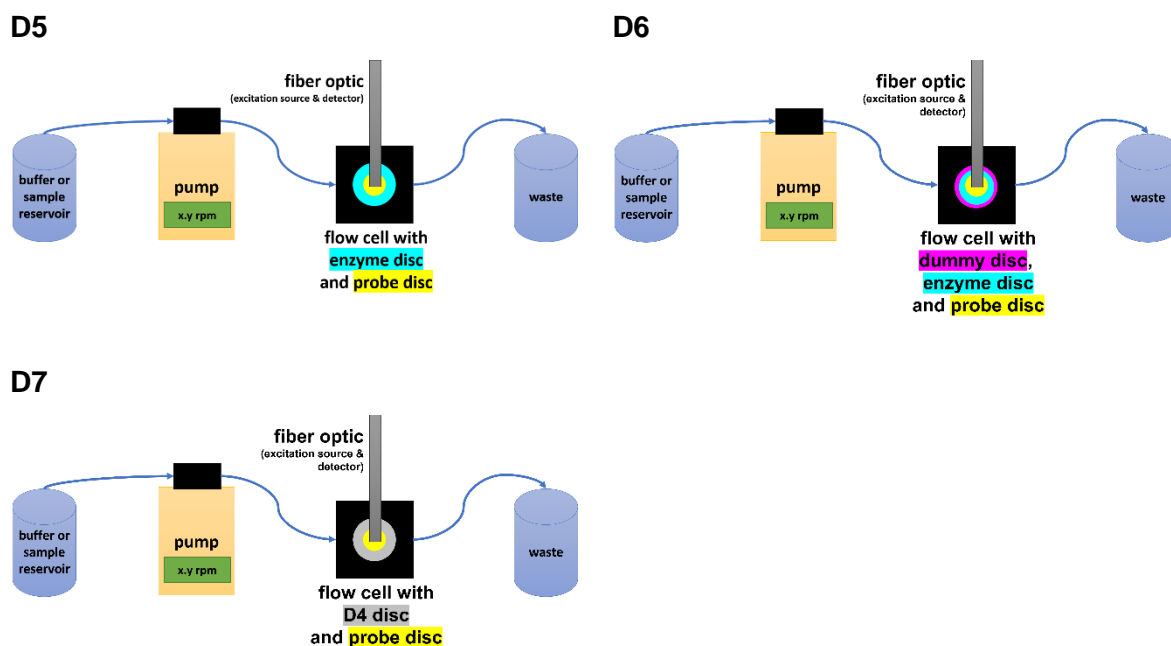 D5
fiber optic
(excitation source & detector)
buffer or
sample
reservoir
pump
x.y rpm
waste
flow cell with
enzyme disc
and probe disc
D6
fiber optic
(excitation source &
detector)
buffer or
sample
reservoir
pump
x.y rpm
waste
flow cell with
dummy disc,
enzyme disc
and probe disc
D7
fiber optic
(excitation source &
detector)
buffer or
sample
reservoir
pump
x.y rpm
waste
flow cell with
D4 disc
and probe disc